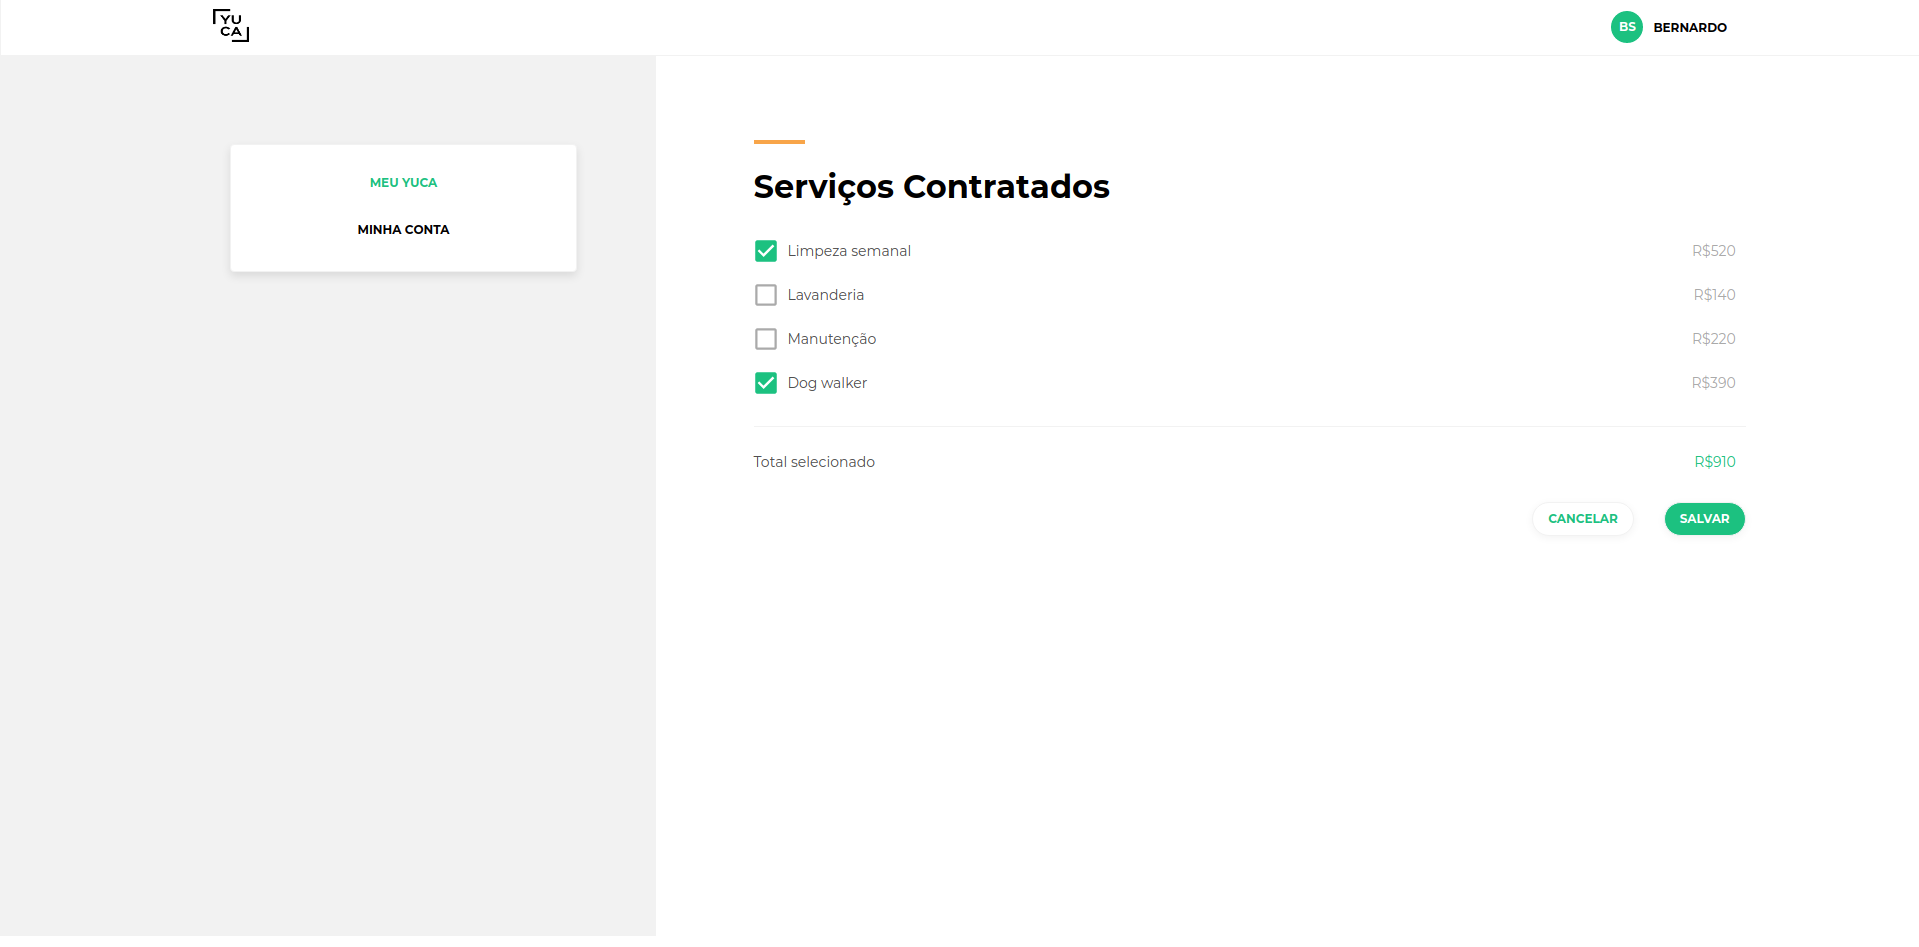 YU
CA
BS BERNARDO
MEU YUCA
MINHA CONTA
Serviços Contratados
Limpeza semanal R$520
Lavanderia R$140
Manutenção R$220
Dog walker R$390
Total selecionado R$910
CANCELAR SALVAR